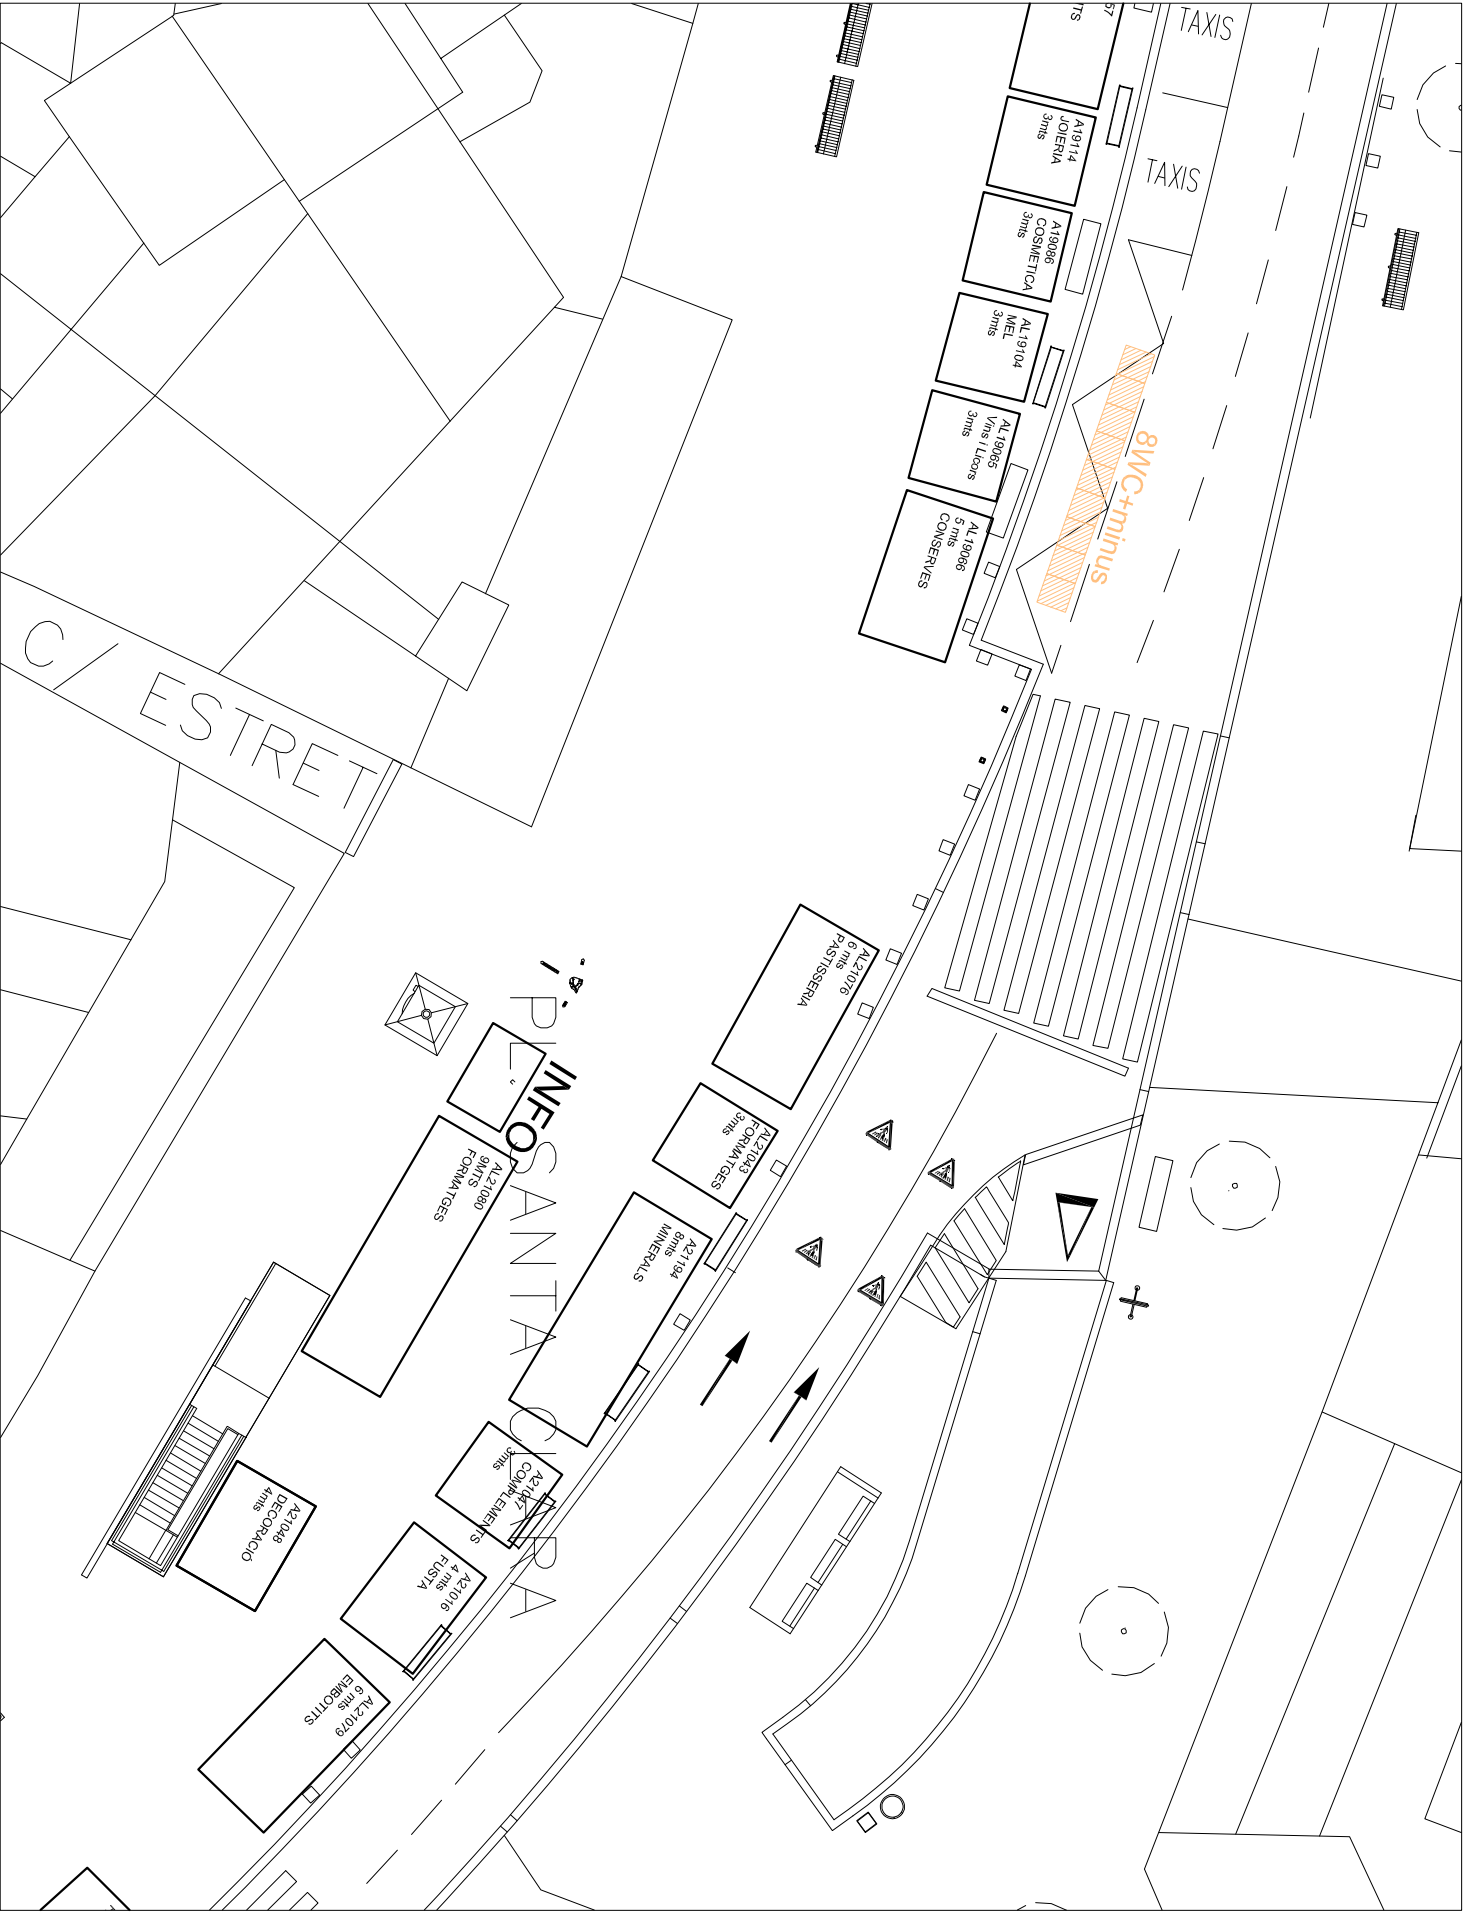 TAXIS
57
TS
A19114
JOIERIA
3mts
TAXIS
A19086
COSMETICA
3mts
AL19104
MEL
3mts
AL19065
Vins i Licors
3mts
8WC+minus
AL19066
5 mts
CONSERVES
C/ ESTRET
AL21076
6 mts
PASTISSERIA
PL. SANTA CLARA
INFO
AL21043
FORMATGES
3mts
AL21080
9MTS
FORMATGES
A21194
8mts
MINERALS
A21047
COMPLEMENTS
3mts
A21048
DECORACIÓ
4mts
A21016
4 mts
FUSTA
AL21079
6 mts
EMBOTITS